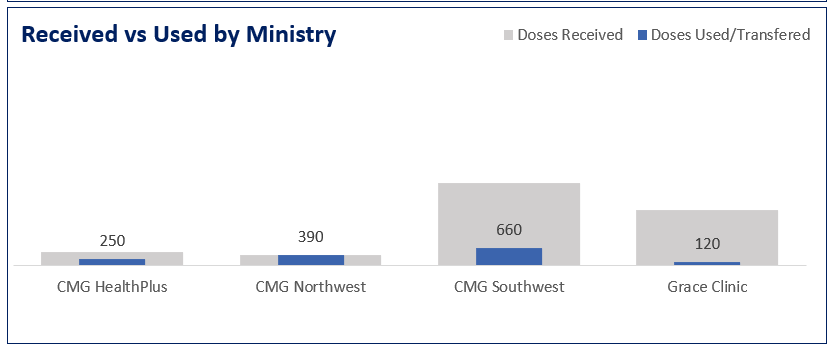 Received vs Used by Ministry
Doses Received Doses Used/Transfered
250 390 660 120
CMG HealthPlus CMG Northwest CMG Southwest Grace Clinic